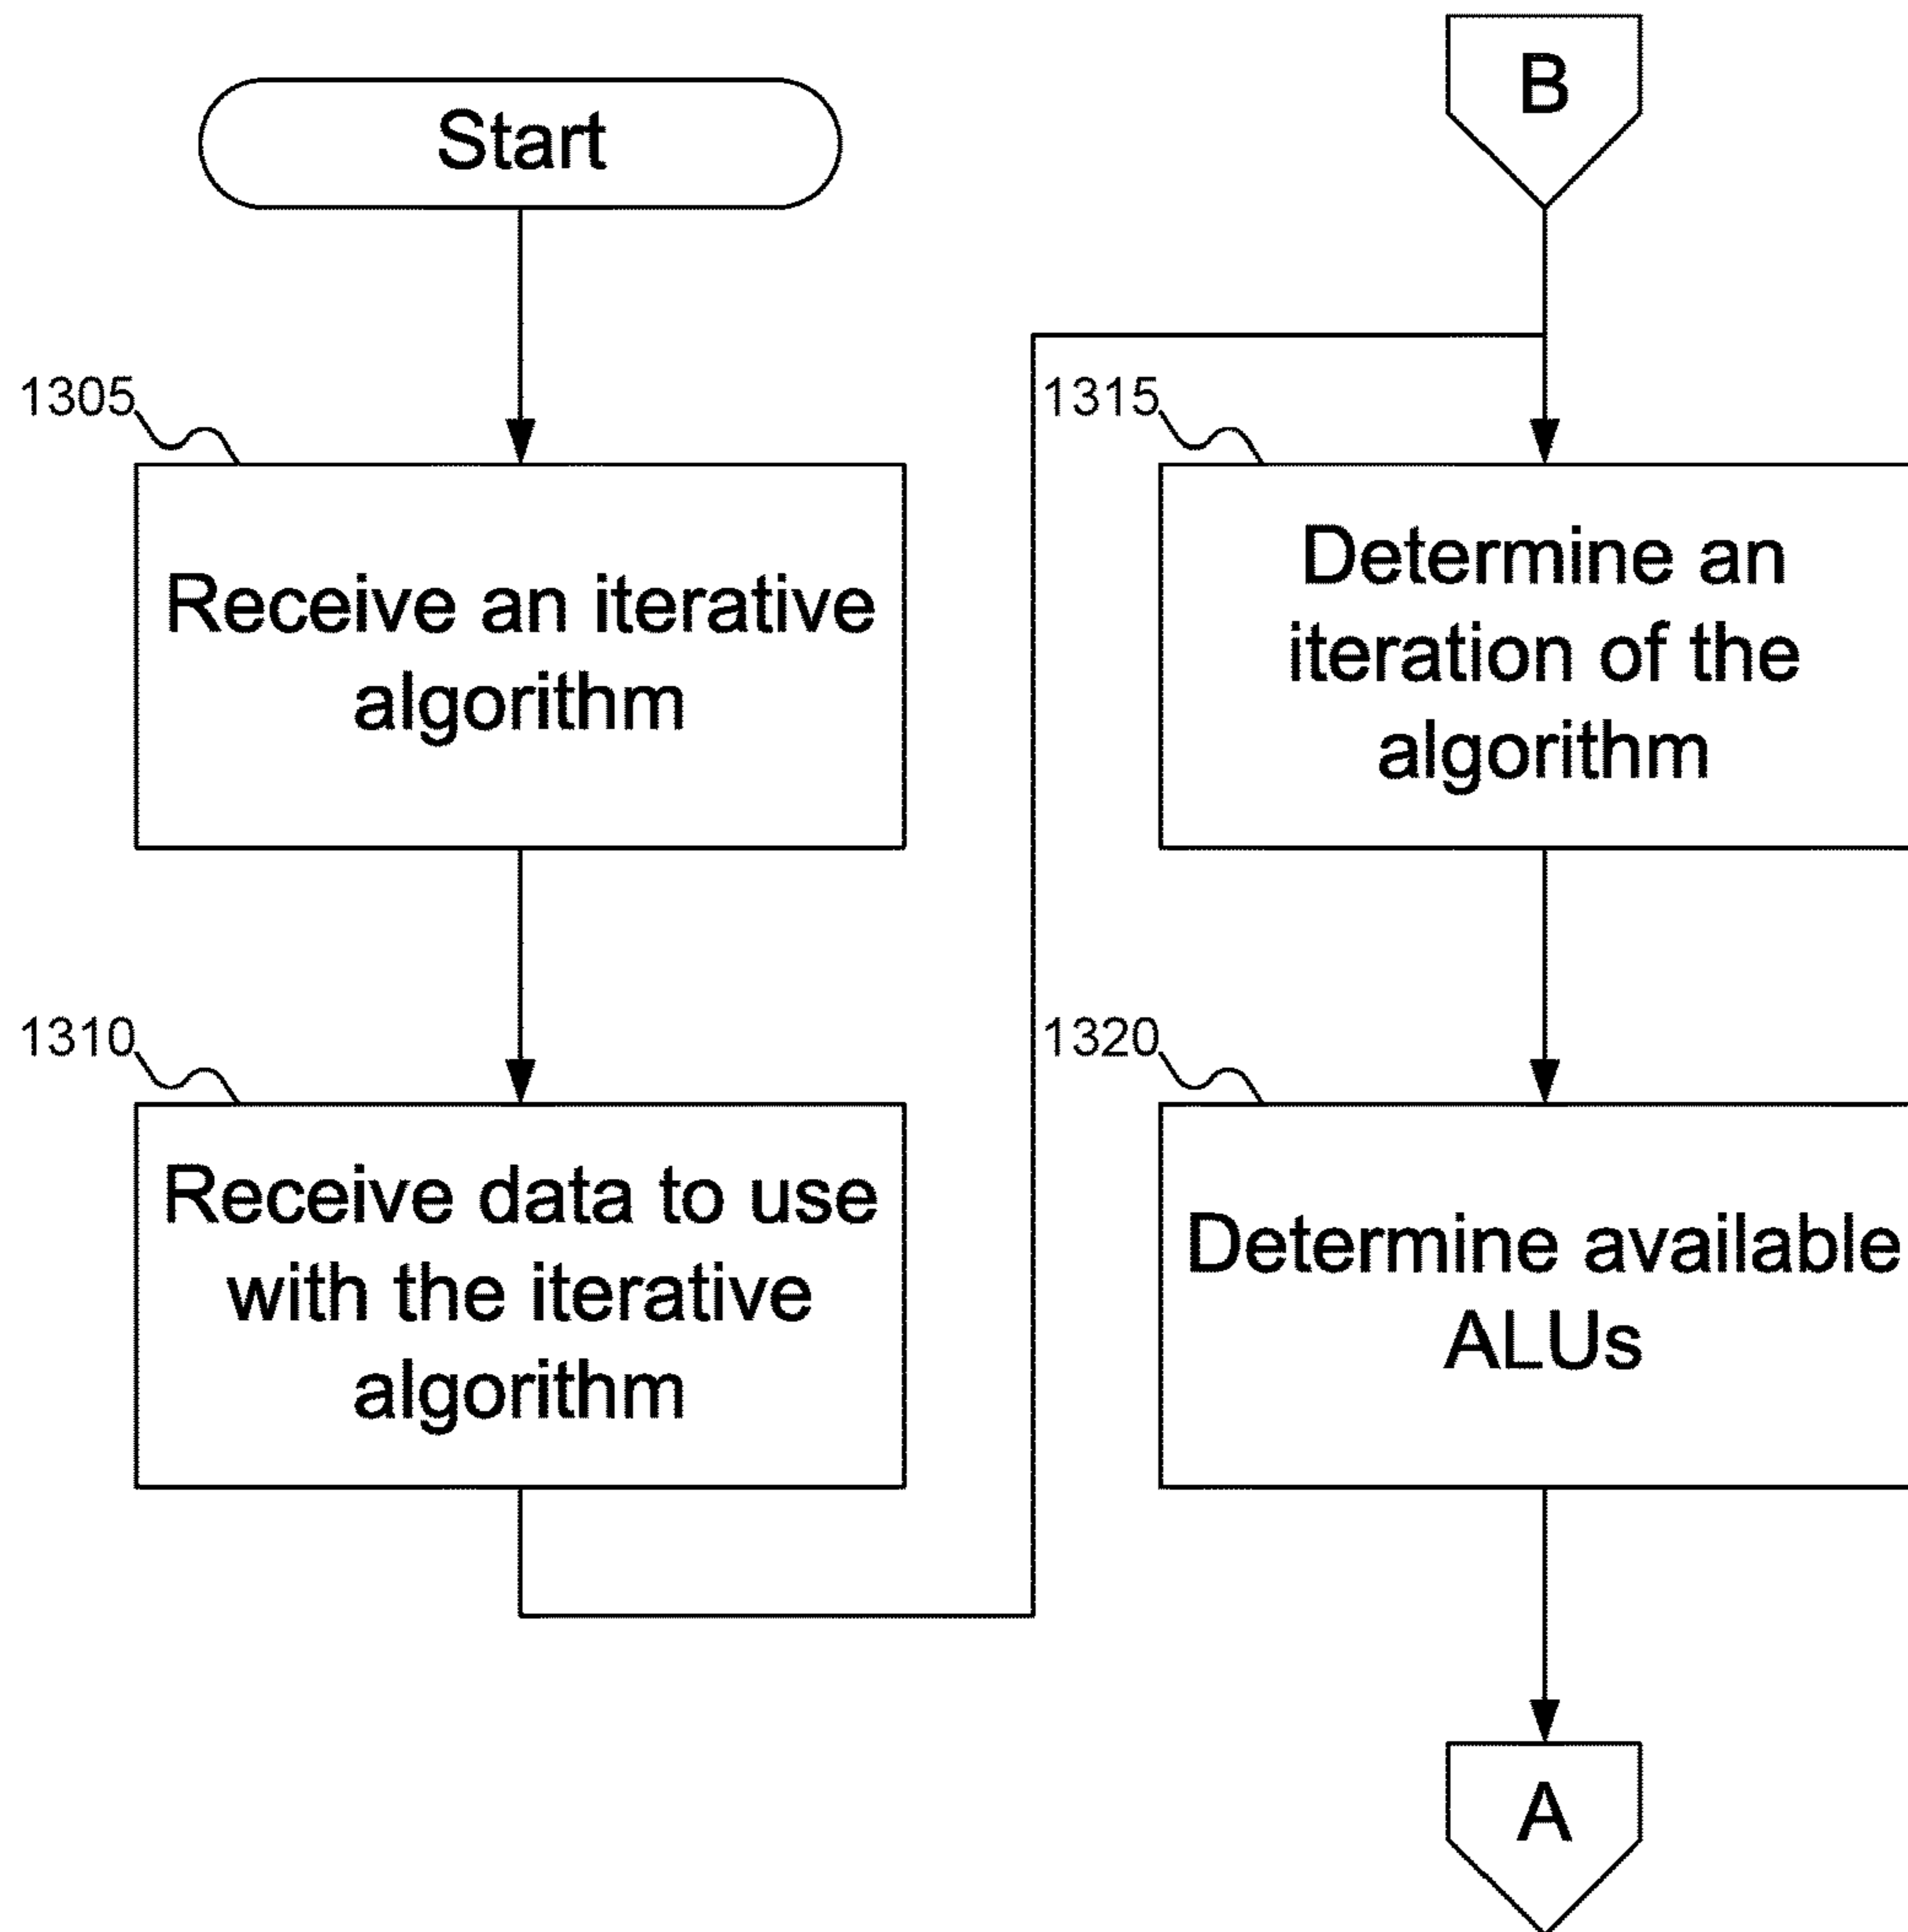 Start
1305
Receive an iterative
algorithm
1310
Receive data to use
with the iterative
algorithm
B
1315
Determine an
iteration of the
algorithm
1320
Determine available
ALUs
A